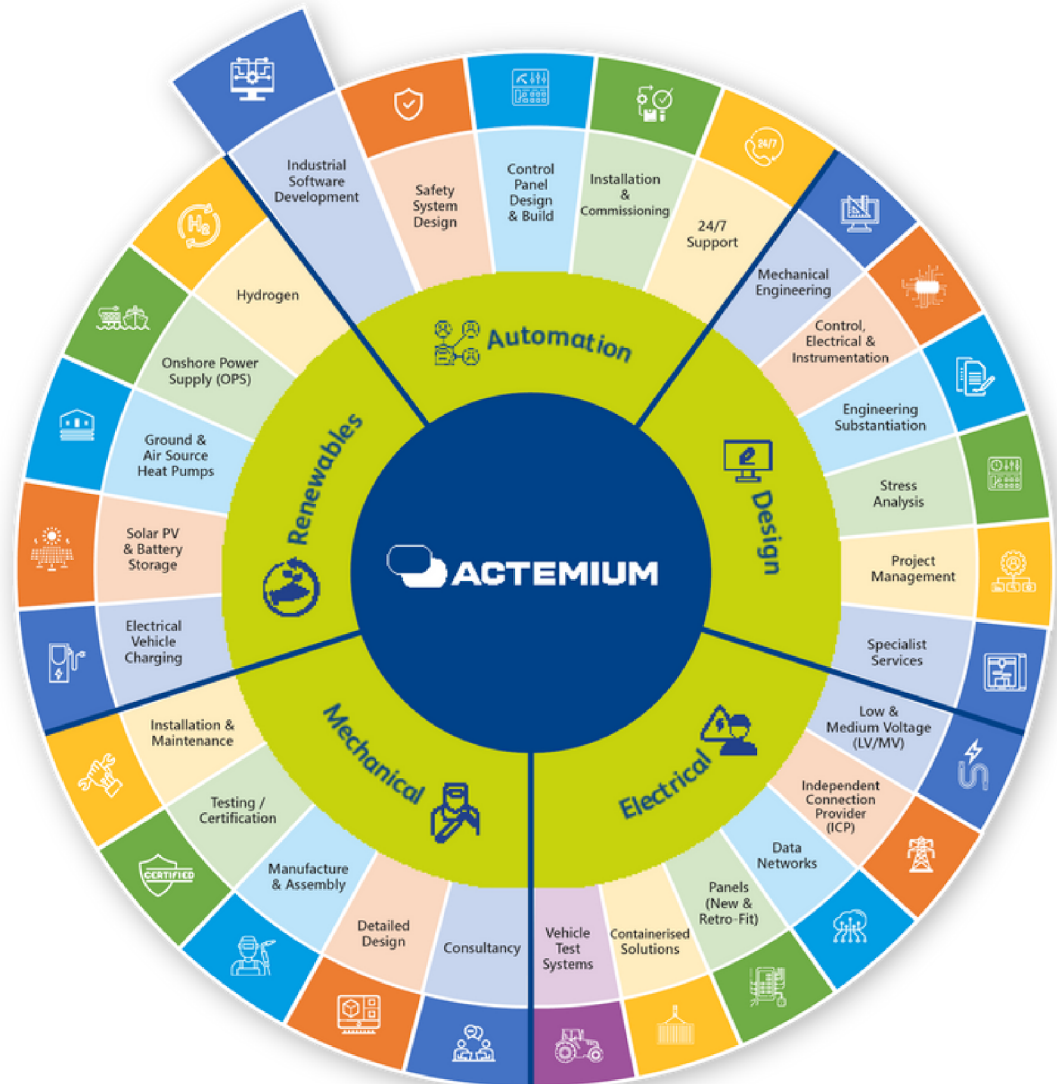 ACTEMIUM
Automation
Industrial
Software
Development
Safety
System
Design
Control
Panel
Design
& Build
Installation
&
Commissioning
24/7
24/7
Support
Design
Mechanical
Engineering
Control,
Electrical &
Instrumentation
Engineering
Substantiation
Stress
Analysis
Project
Management
Specialist
Services
Electrical
Low &
Medium Voltage
(LV/MV)
Independent
Connection
Provider
(ICP)
Data
Networks
Panels
(New &
Retro-Fit)
Containerised
Solutions
Vehicle
Test
Systems
Mechanical
Consultancy
Detailed
Design
Manufacture
& Assembly
CERTIFIED
Testing /
Certification
Installation &
Maintenance
Renewables
Electrical
Vehicle
Charging
Solar PV
& Battery
Storage
Ground &
Air Source
Heat Pumps
Onshore Power
Supply (OPS)
H2
Hydrogen